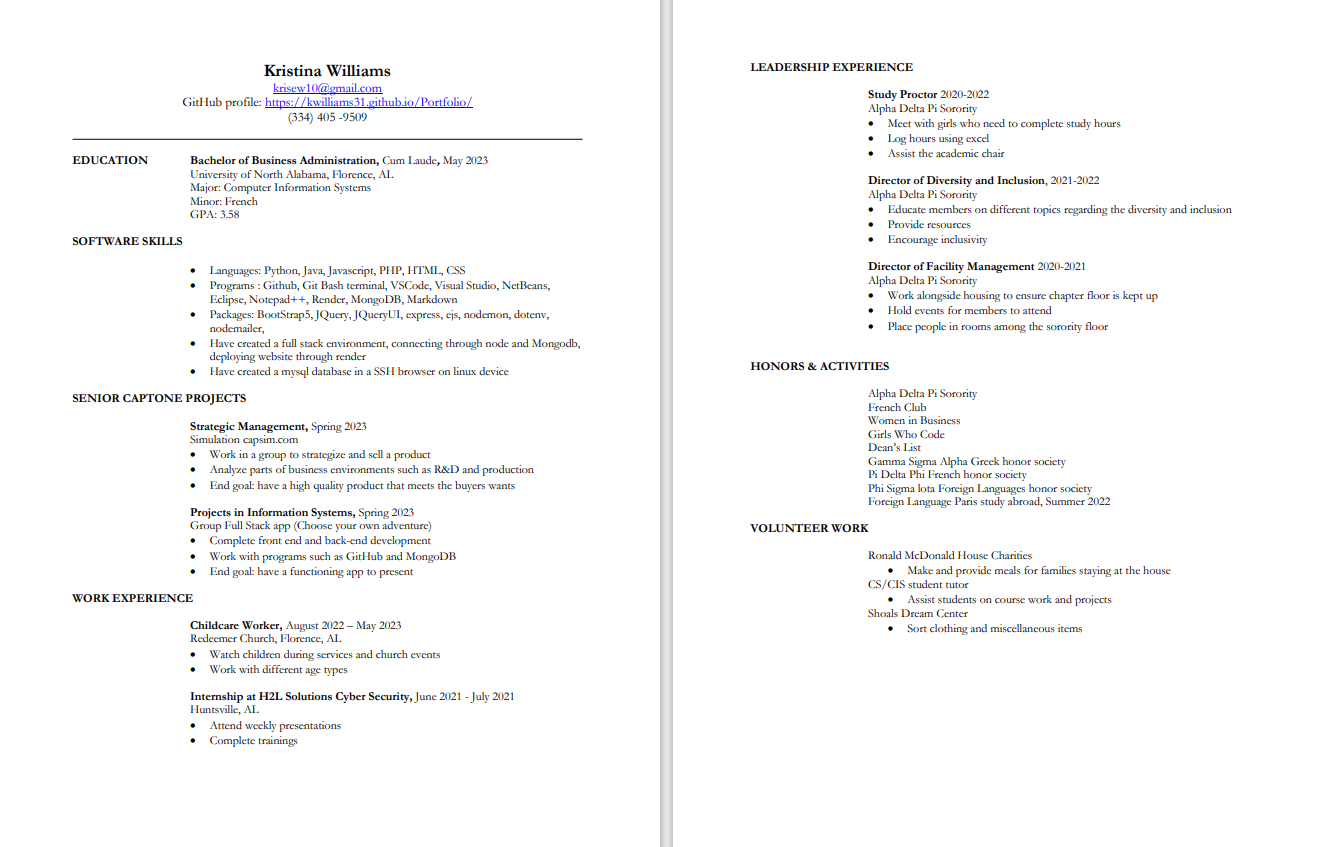 Kristina Williams
krisew10@gmail.com
GitHub profile: https://kwilliams31.github.io/Portfolio/
(334) 405 -9509
EDUCATION
Bachelor of Business Administration, Cum Laude, May 2023
University of North Alabama, Florence, AL
Major: Computer Information Systems
Minor: French
GPA: 3.58
SOFTWARE SKILLS
• Languages: Python, Java, Javascript, PHP, HTML, CSS
• Programs : Github, Git Bash terminal, VSCode, Visual Studio, NetBeans,
Eclipse, Notepad++, Render, MongoDB, Markdown
• Packages: BootStrap5, JQuery, JQueryUI, express, ejs, nodemon, dotenv,
nodemailer,
• Have created a full stack environment, connecting through node and Mongodb,
deploying website through render
• Have created a mysql database in a SSH browser on linux device
SENIOR CAPTONE PROJECTS
Strategic Management, Spring 2023
Simulation capsim.com
• Work in a group to strategize and sell a product
• Analyze parts of business environments such as R&D and production
• End goal: have a high quality product that meets the buyers wants
Projects in Information Systems, Spring 2023
Group Full Stack app (Choose your own adventure)
• Complete front end and back-end development
• Work with programs such as GitHub and MongoDB
• End goal: have a functioning app to present
WORK EXPERIENCE
Childcare Worker, August 2022 – May 2023
Redeemer Church, Florence, AL
• Watch children during services and church events
• Work with different age types
Internship at H2L Solutions Cyber Security, June 2021 - July 2021
Huntsville, AL
• Attend weekly presentations
• Complete trainings
LEADERSHIP EXPERIENCE
Study Proctor 2020-2022
Alpha Delta Pi Sorority
• Meet with girls who need to complete study hours
• Log hours using excel
• Assist the academic chair
Director of Diversity and Inclusion, 2021-2022
Alpha Delta Pi Sorority
• Educate members on different topics regarding the diversity and inclusion
• Provide resources
• Encourage inclusivity
Director of Facility Management 2020-2021
Alpha Delta Pi Sorority
• Work alongside housing to ensure chapter floor is kept up
• Hold events for members to attend
• Place people in rooms among the sorority floor
HONORS & ACTIVITIES
Alpha Delta Pi Sorority
French Club
Women in Business
Girls Who Code
Dean's List
Gamma Sigma Alpha Greek honor society
Pi Delta Phi French honor society
Phi Sigma lota Foreign Languages honor society
Foreign Language Paris study abroad, Summer 2022
VOLUNTEER WORK
Ronald McDonald House Charities
• Make and provide meals for families staying at the house
CS/CIS student tutor
• Assist students on course work and projects
Shoals Dream Center
• Sort clothing and miscellaneous items